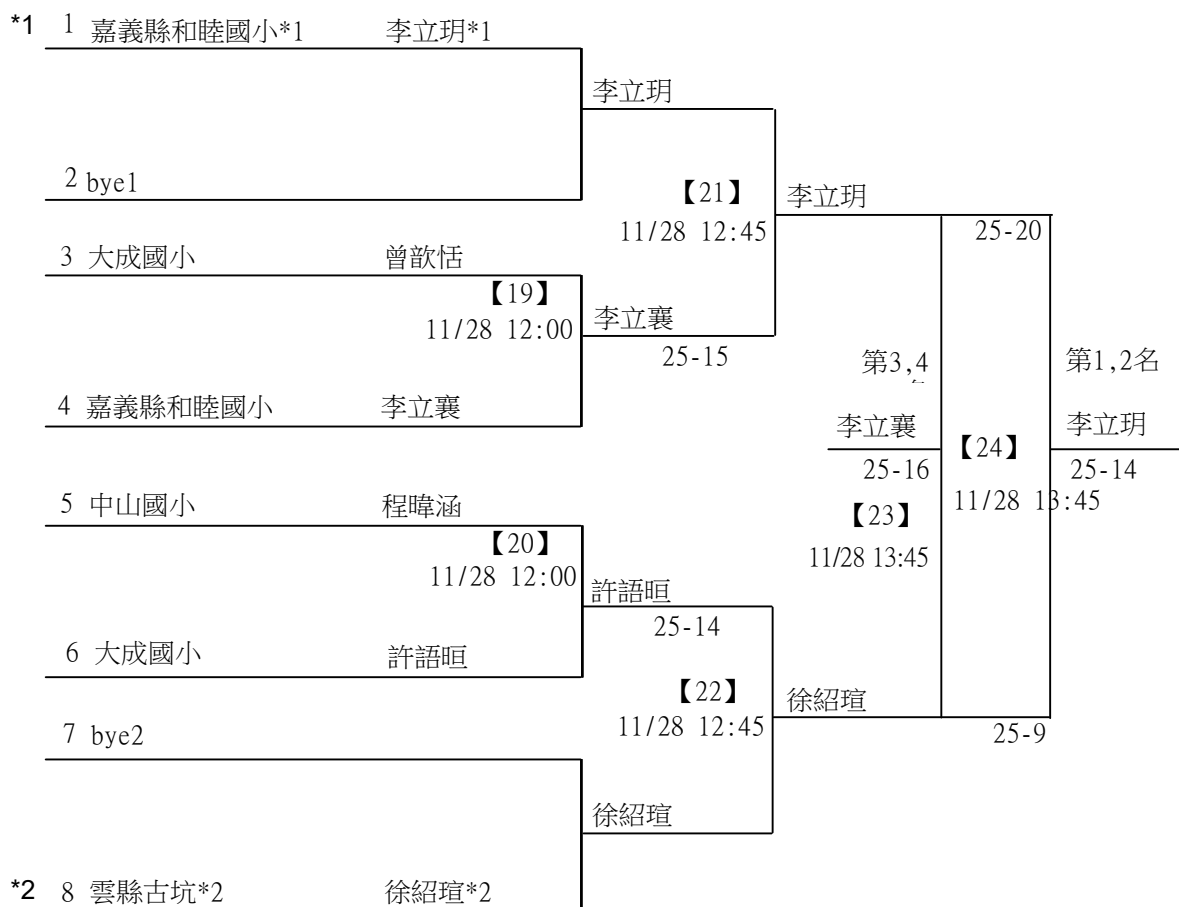 *1 1 嘉義縣和睦國小*1 李立玥*1
李立玥
2 bye1
【21】
李立玥
11/28 12:45
25-20
3 大成國小 曾歆恬
【19】
李立襄
11/28 12:00
25-15
第3,4
第1,2名
4 嘉義縣和睦國小 李立襄
李立襄
李立玥
【24】
25-16
25-14
5 中山國小 程暐涵
11/28 13:45
【23】
【20】
11/28 13:45
11/28 12:00
許語晅
25-14
6 大成國小 許語晅
【22】
徐紹瑄
11/28 12:45
25-9
7 bye2
徐紹瑄
*2 8 雲縣古坑*2 徐紹瑄*2